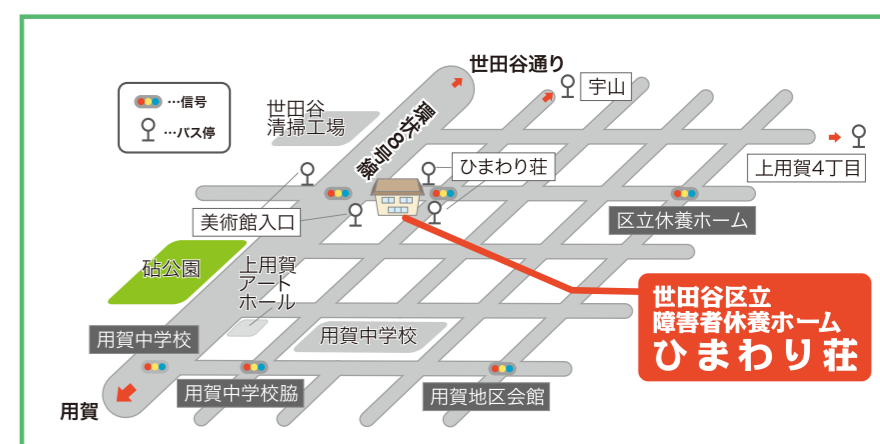 世田谷通り
宇山
…信号
…バス停
世田谷
清掃工場
環状8号線
上用賀4丁目
ひまわり荘
美術館入口
区立休養ホーム
砧公園
上用賀
アート
ホール
世田谷区立
障害者休養ホーム
ひまわり荘
用賀中学校
用賀中学校
用賀中学校脇
用賀地区会館
用賀